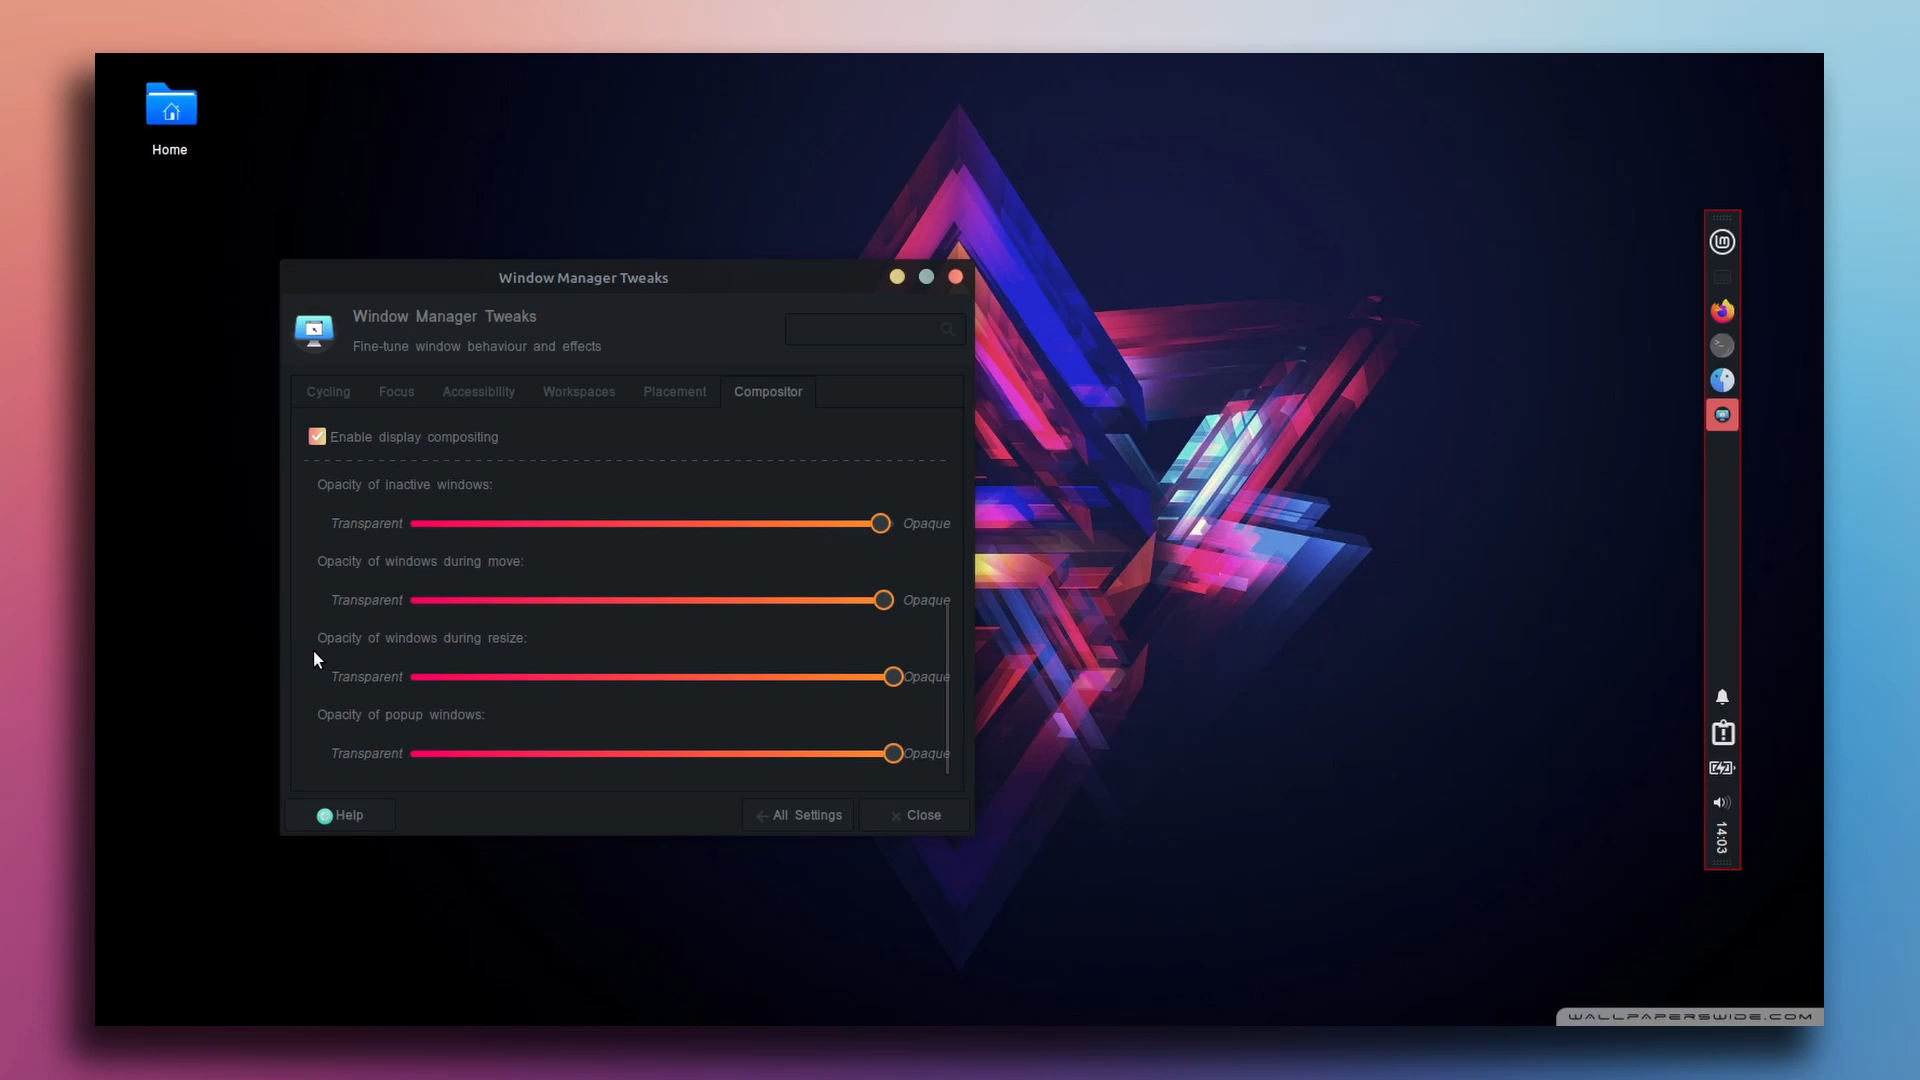 Home
Window Manager Tweaks
Window Manager Tweaks
Fine-tune window behaviour and effects
Cycling Focus Accessibility Workspaces Placement Compositor
Enable display compositing
Opacity of inactive windows:
Transparent Opaque
Opacity of windows during move:
Transparent Opaque
Opacity of windows during resize:
Transparent Opaque
Opacity of popup windows:
Transparent Opaque
Help All Settings Close
14:03
WALLPAPERSWIDE.COM